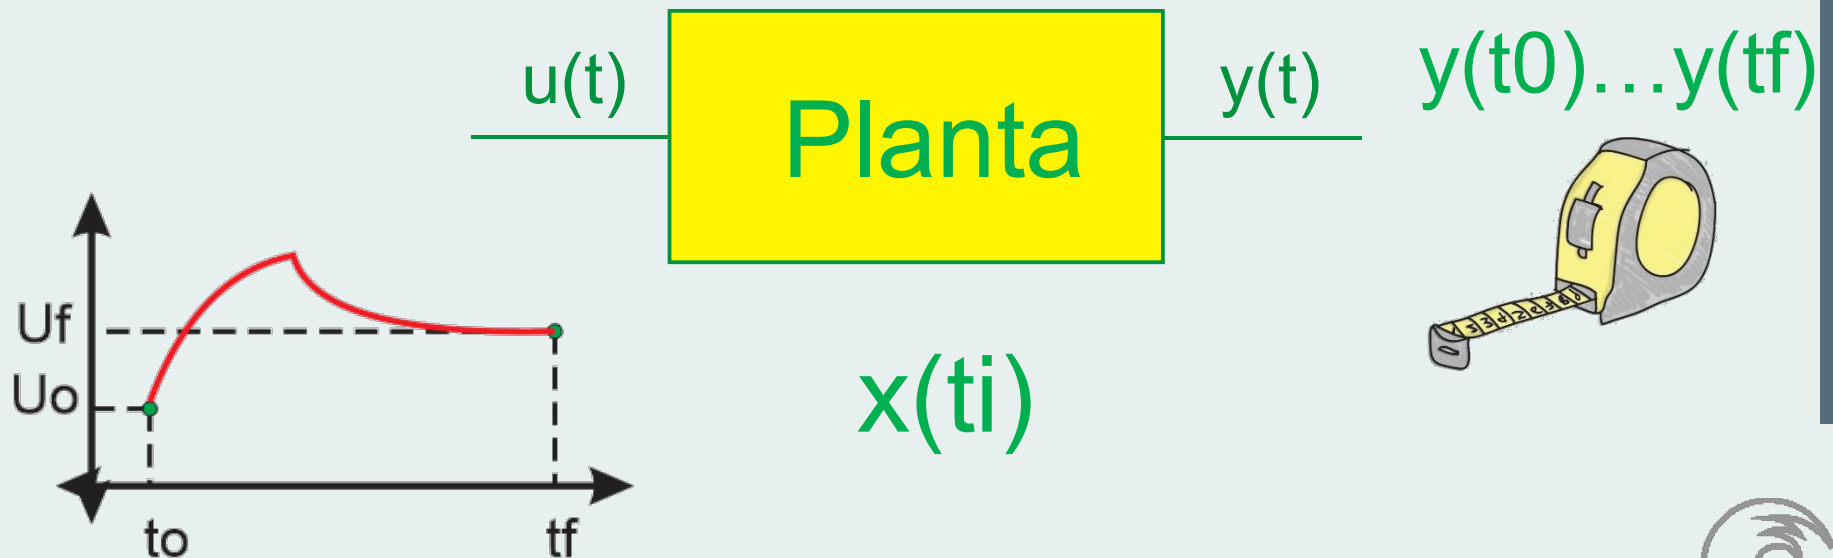 u(t)
Planta
y(t)
y(t0)...y(tf)
x(ti)
Uf
Uo
to
tf